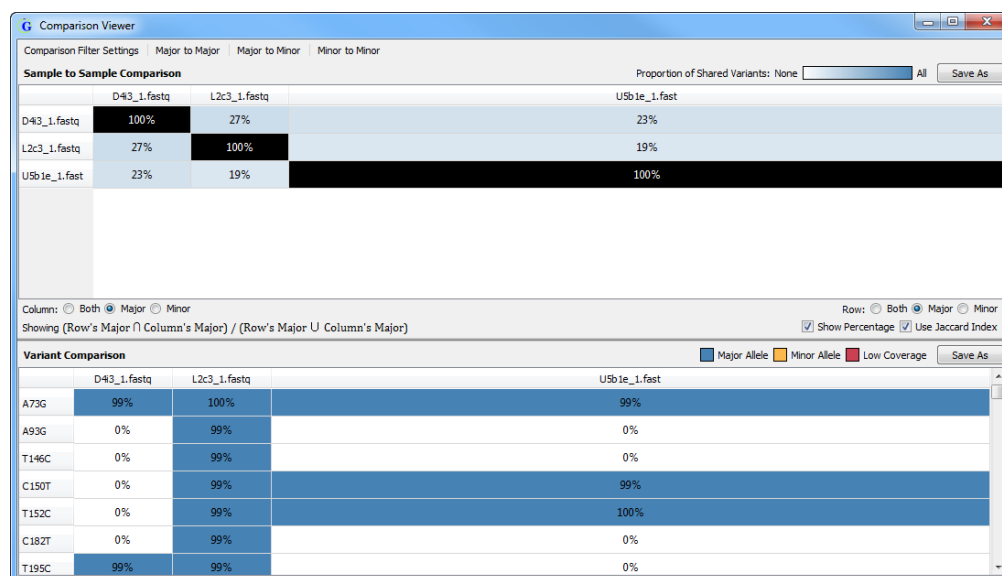 G Comparison Viewer
Comparison Filter Settings Major to Major Major to Minor Minor to Minor
Sample to Sample Comparison Proportion of Shared Variants: None All Save As
D4i3_1.fastq L2c3_1.fastq U5b1e_1.fast
D4i3_1.fastq 100% 27% 23%
L2c3_1.fastq 27% 100% 19%
U5b1e_1.fast 23% 19% 100%
Column: Both Major Minor Row: Both Major Minor
Showing (Row's Major ∩ Column's Major) / (Row's Major ∪ Column's Major) Show Percentage Use Jaccard Index
Variant Comparison Major Allele Minor Allele Low Coverage Save As
D4i3_1.fastq L2c3_1.fastq U5b1e_1.fast
A73G 99% 100% 99%
A93G 0% 99% 0%
T146C 0% 99% 0%
C150T 0% 99% 99%
T152C 0% 99% 100%
C182T 0% 99% 0%
T195C 99% 99% 0%